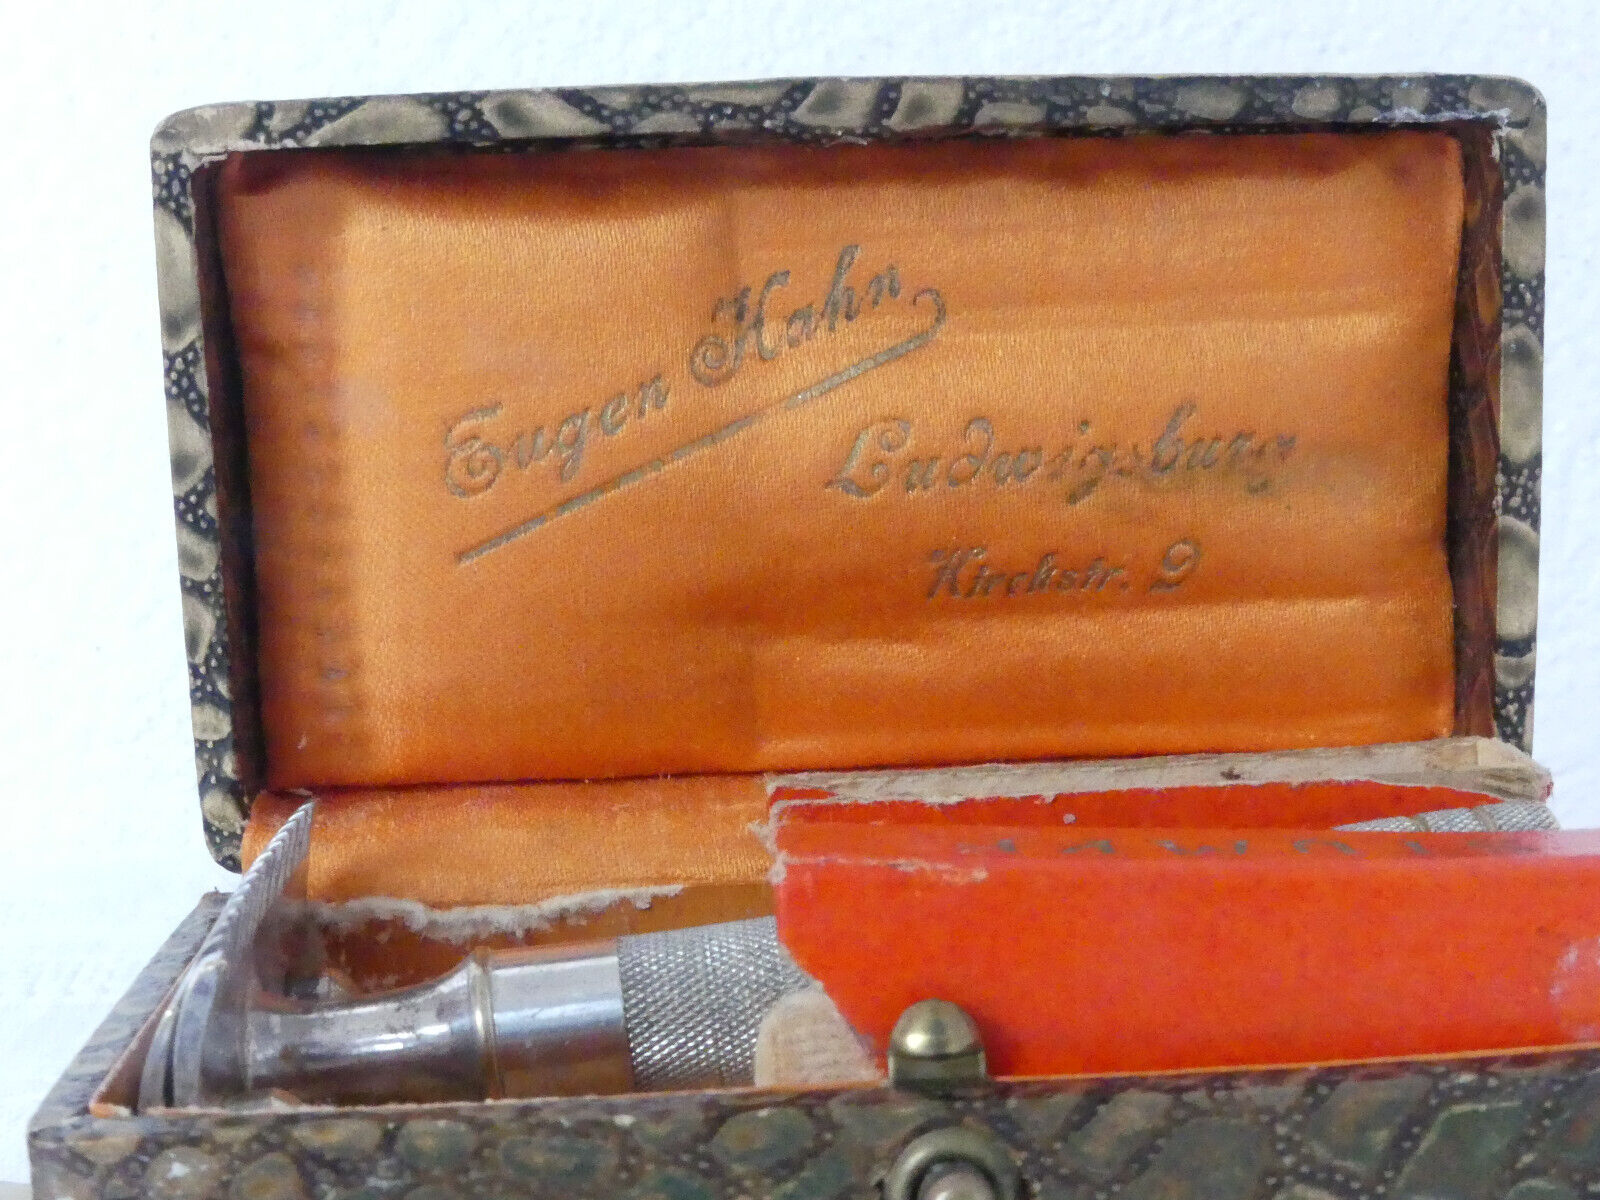 Eugen Hahn
Ludwigsburg
Kirchstr. 2